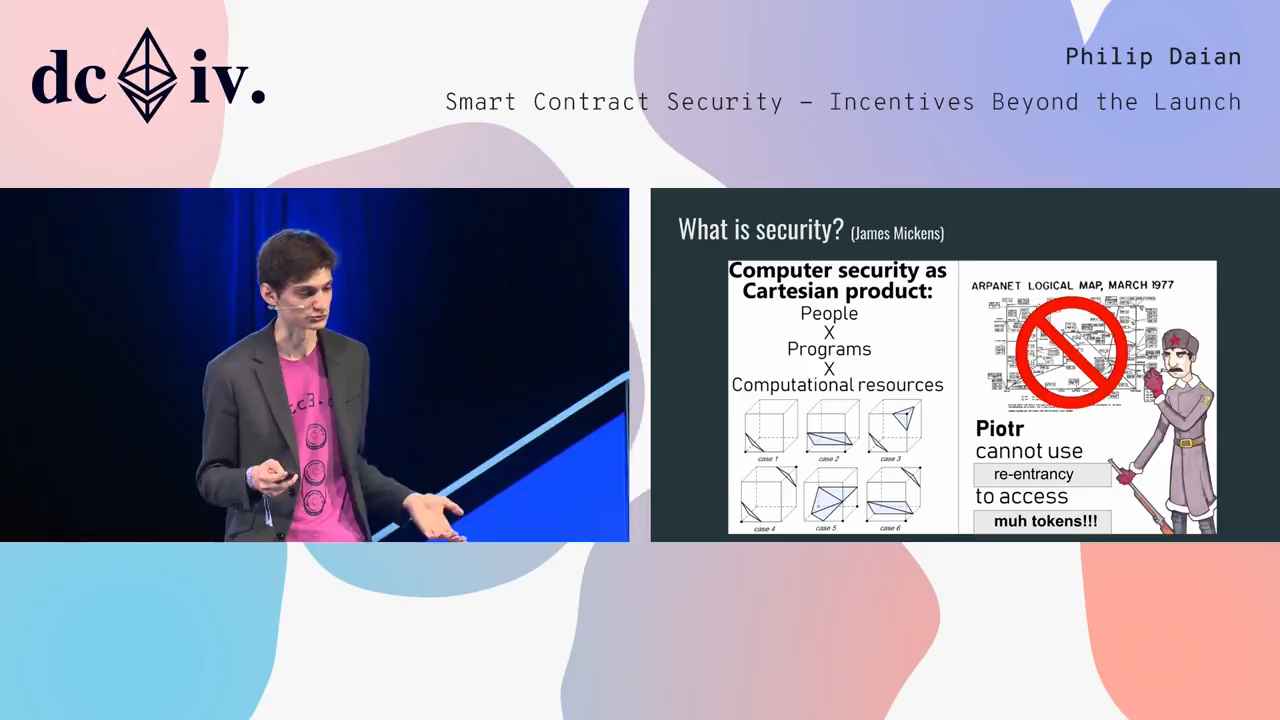 dc iv.
Philip Daian
Smart Contract Security – Incentives Beyond the Launch
What is security? (James Mickens)
Computer security as
Cartesian product:
People
X
Programs
X
Computational resources
case 1
case 2
case 3
case 4
case 5
case 6
ARPANET LOGICAL MAP, MARCH 1977
Piotr
cannot use
re-entrancy
to access
muh tokens!!!